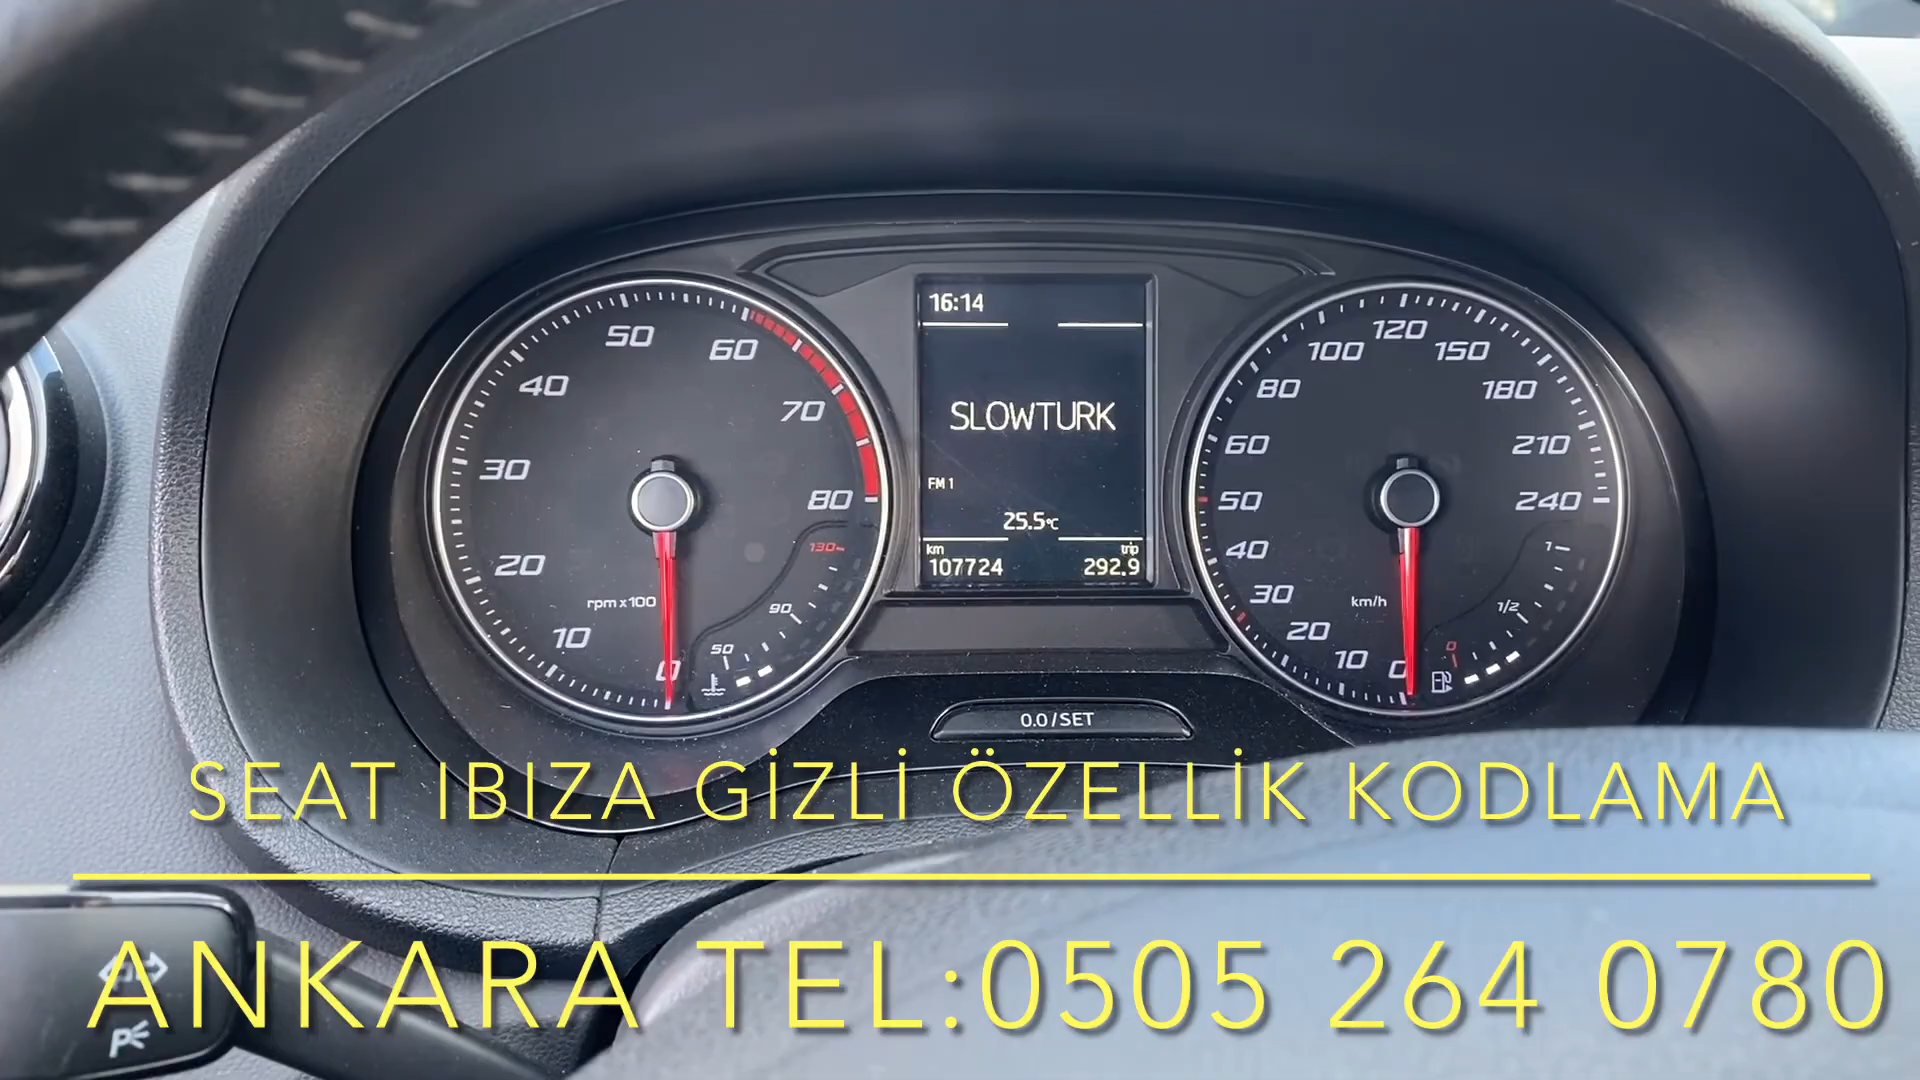 16:14
SLOWTURK
FM 1
25.5°C
km trip
107724 292.9
0 10 20 30 40 50 60 70 80
rpm x 100
50 90 130
0 10 20 30 40 50 60 80 100 120 150 180 210 240
km/h
0 1/2 1
0.0/SET
SEAT IBIZA GİZLİ ÖZELLİK KODLAMA
ANKARA TEL:0505 264 0780
P